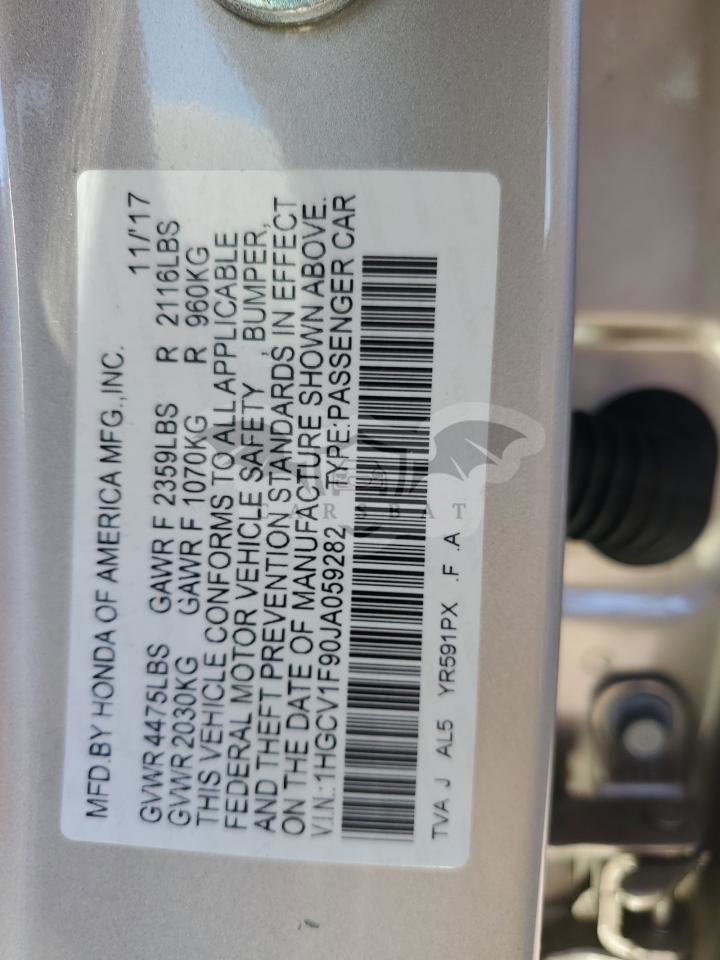 MFD.BY HONDA OF AMERICA MFG.,INC. 11/'17
GVWR 4475LBS GAWR F 2359LBS R 2116LBS
GVWR 2030KG GAWR F 1070KG R 960KG
THIS VEHICLE CONFORMS TO ALL APPLICABLE
FEDERAL MOTOR VEHICLE SAFETY , BUMPER,
AND THEFT PREVENTION STANDARDS IN EFFECT
ON THE DATE OF MANUFACTURE SHOWN ABOVE.
V.I.N.:1HGCV1F90JA059282 TYPE:PASSENGER CAR
TVA J AL5 YR591PX .F .A
CARSBAT